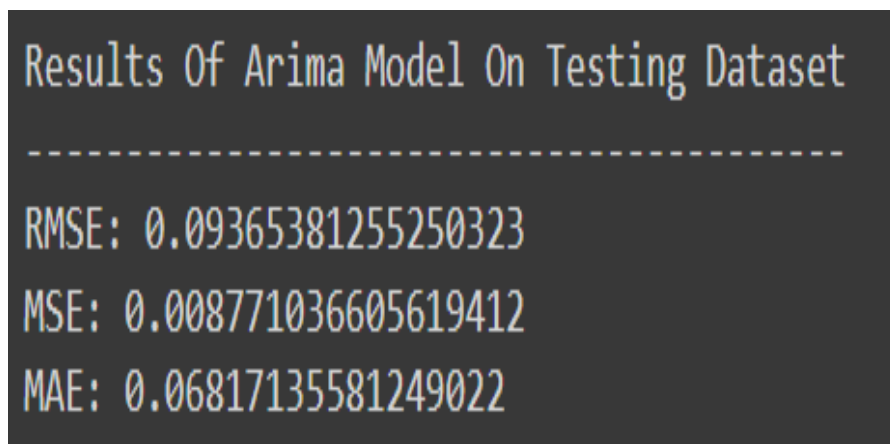 Results Of Arima Model On Testing Dataset
-----------------------------------------
RMSE: 0.09365381255250323
MSE: 0.008771036605619412
MAE: 0.06817135581249022